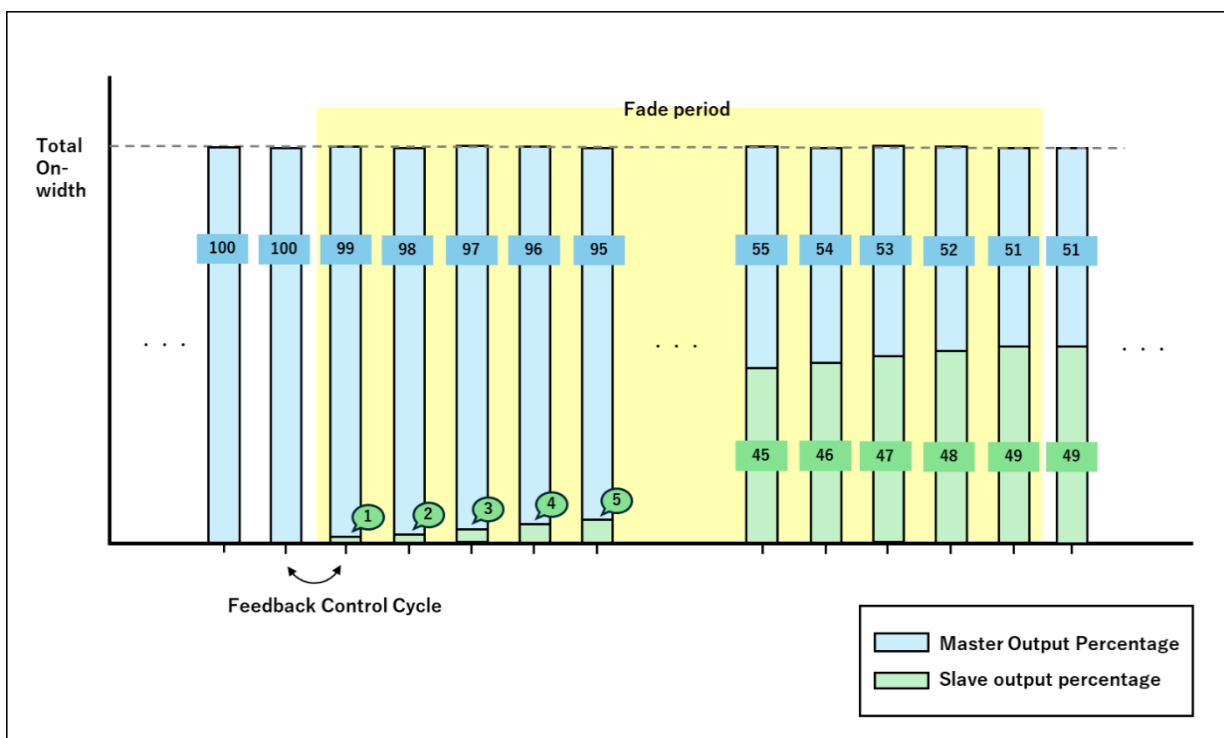 Fade period
Total
On-
width
100 100 99 98 97 96 95 55 54 53 52 51 51
. . . . . . . . .
45 46 47 48 49 49
1 2 3 4 5
Feedback Control Cycle
Master Output Percentage
Slave output percentage